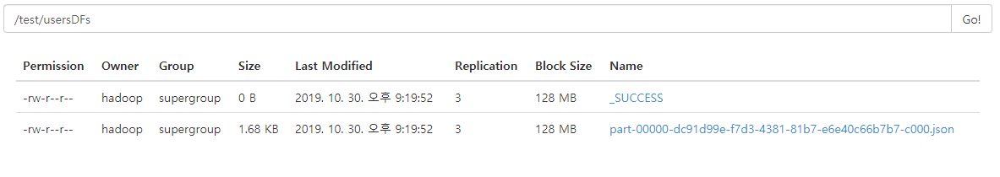 /test/usersDFs Go!
Permission Owner Group Size Last Modified Replication Block Size Name
-rw-r--r-- hadoop supergroup 0 B 2019. 10. 30. 오후 9:19:52 3 128 MB _SUCCESS
-rw-r--r-- hadoop supergroup 1.68 KB 2019. 10. 30. 오후 9:19:52 3 128 MB part-00000-dc91d99e-f7d3-4381-81b7-e6e40c66b7b7-c000.json